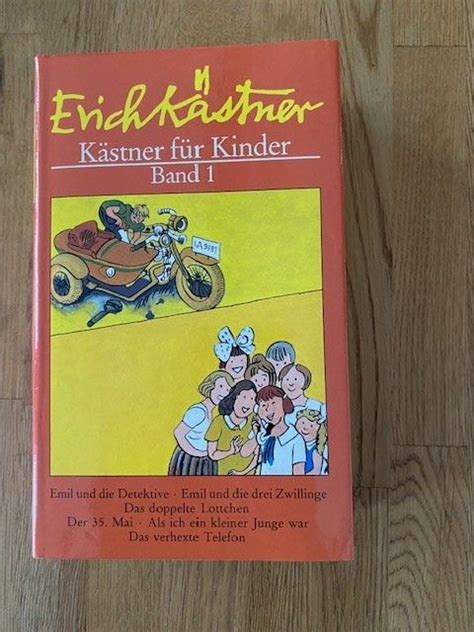 Erich Kästner
Kästner für Kinder
Band 1
Emil und die Detektive · Emil und die drei Zwillinge
Das doppelte Lottchen
Der 35. Mai · Als ich ein kleiner Junge war
Das verhexte Telefon